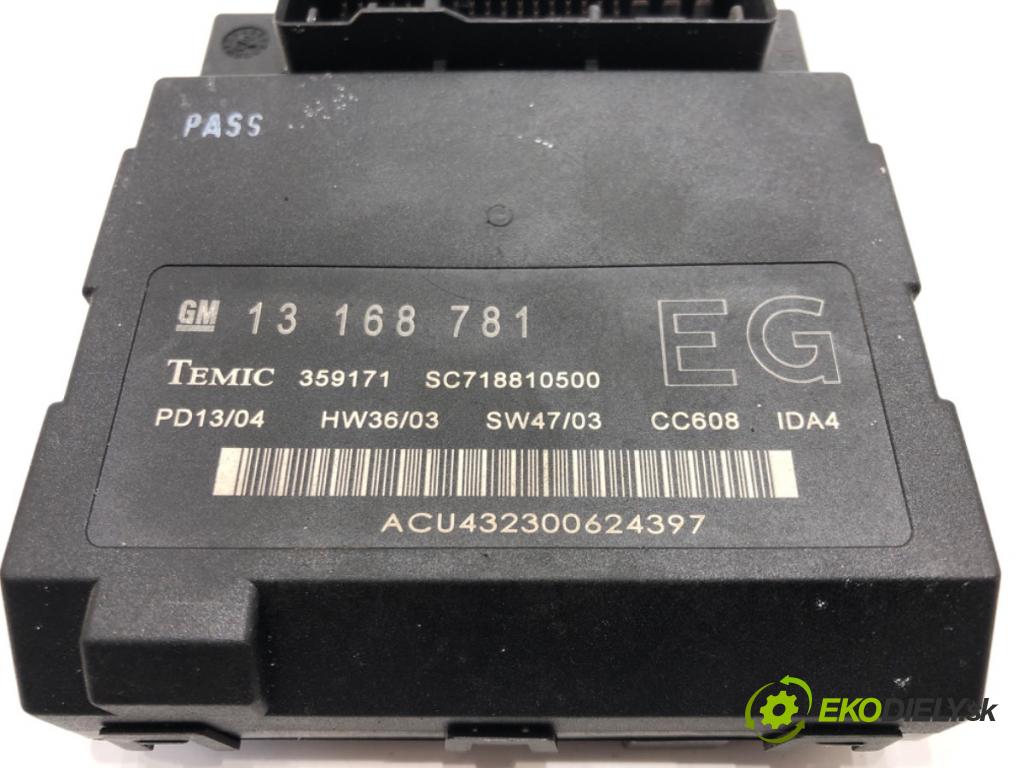 PASS
GM 13 168 781 EG
TEMIC 359171 SC718810500
PD13/04 HW36/03 SW47/03 CC608 IDA4
ACU432300624397
EKODIELY.sk